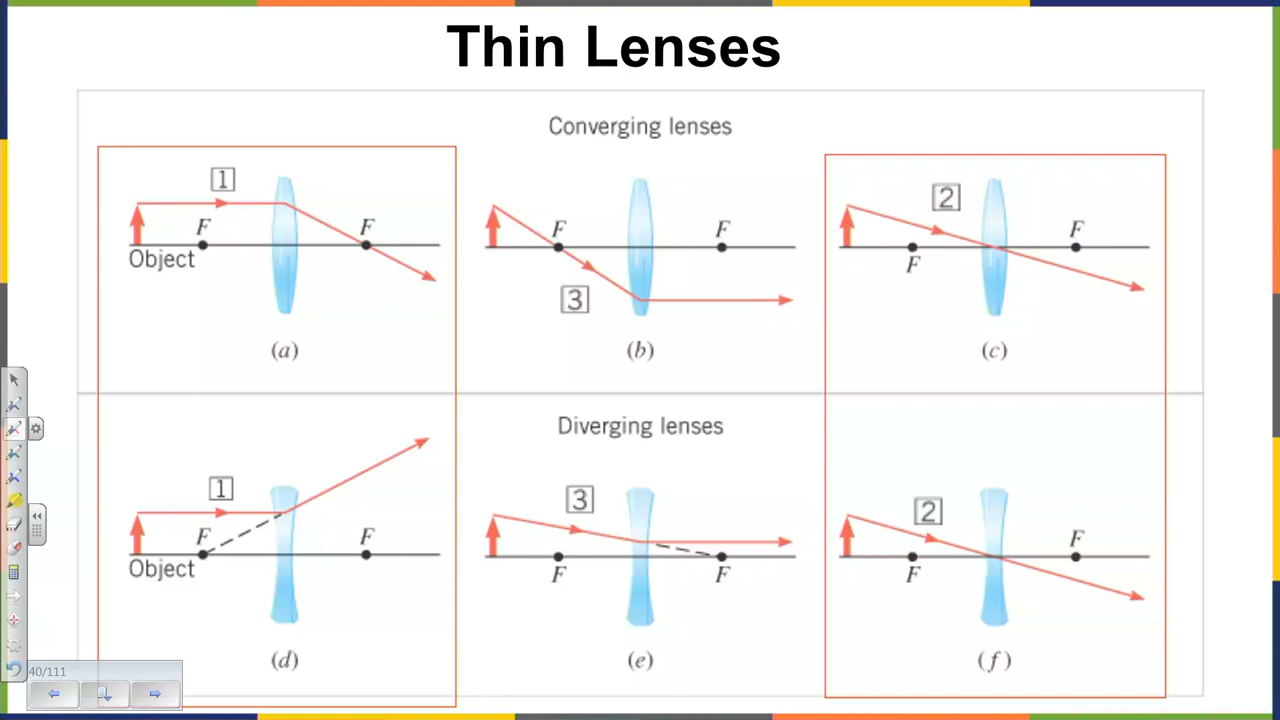 Thin Lenses
Converging lenses
1
F
F
Object
(a)
F
F
3
(b)
2
F
F
(c)
Diverging lenses
1
F
F
Object
(d)
3
F
F
(e)
2
F
F
(f)
40/111